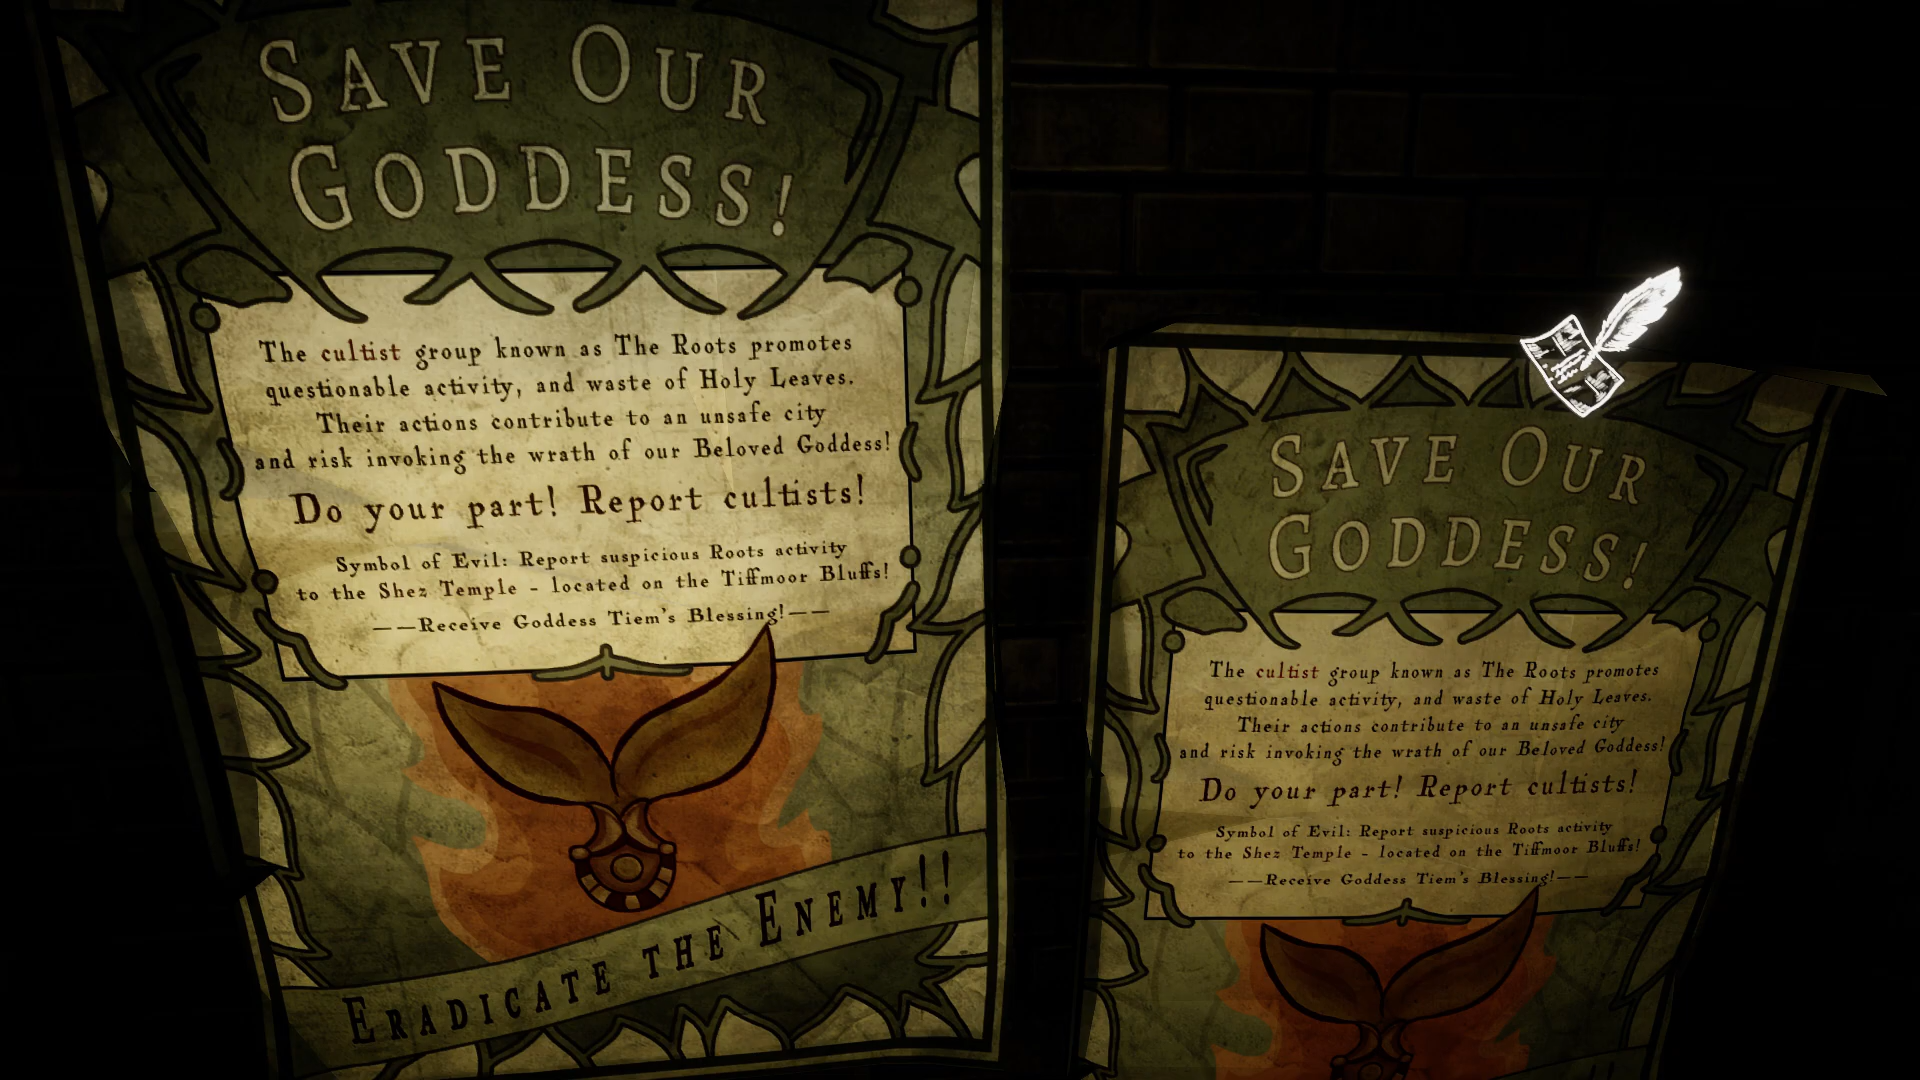 SAVE OUR
GODDESS!
The cultist group known as The Roots promotes
questionable activity, and waste of Holy Leaves.
Their actions contribute to an unsafe city
and risk invoking the wrath of our Beloved Goddess!
Do your part! Report cultists!
Symbol of Evil: Report suspicious Roots activity
to the Shez Temple - located on the Tiffmoor Bluffs!
——Receive Goddess Tiem's Blessing!——
ERADICATE THE ENEMY!!
SAVE OUR
GODDESS!
The cultist group known as The Roots promotes
questionable activity, and waste of Holy Leaves.
Their actions contribute to an unsafe city
and risk invoking the wrath of our Beloved Goddess!
Do your part! Report cultists!
Symbol of Evil: Report suspicious Roots activity
to the Shez Temple - located on the Tiffmoor Bluffs!
——Receive Goddess Tiem's Blessing!——